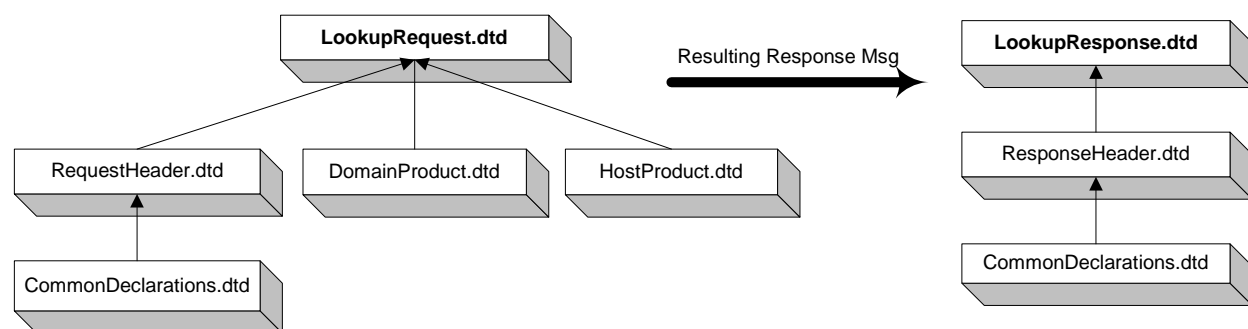 LookupRequest.dtd
Resulting Response Msg
LookupResponse.dtd
RequestHeader.dtd
DomainProduct.dtd
HostProduct.dtd
ResponseHeader.dtd
CommonDeclarations.dtd
CommonDeclarations.dtd